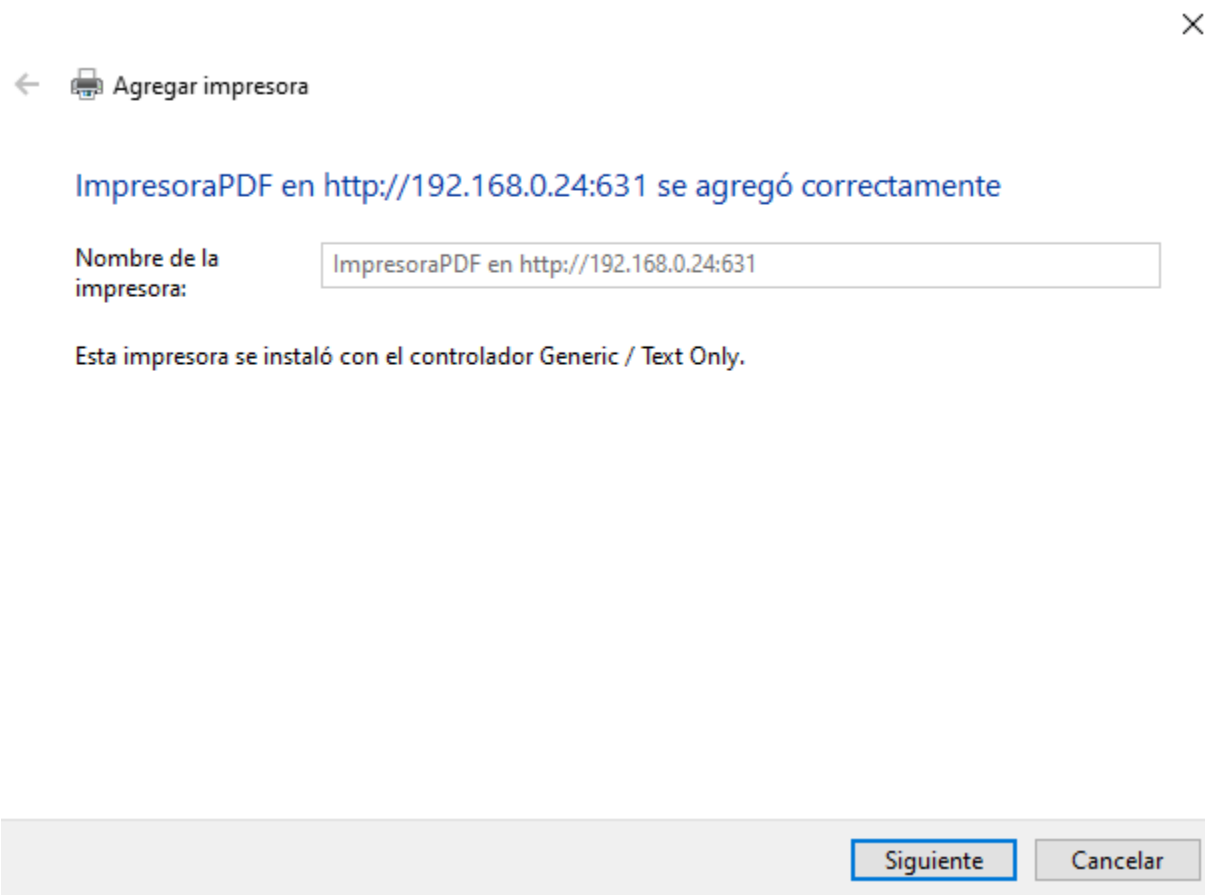 Agregar impresora
ImpresoraPDF en http://192.168.0.24:631 se agregó correctamente
Nombre de la
impresora:
ImpresoraPDF en http://192.168.0.24:631
Esta impresora se instaló con el controlador Generic / Text Only.
Siguiente
Cancelar